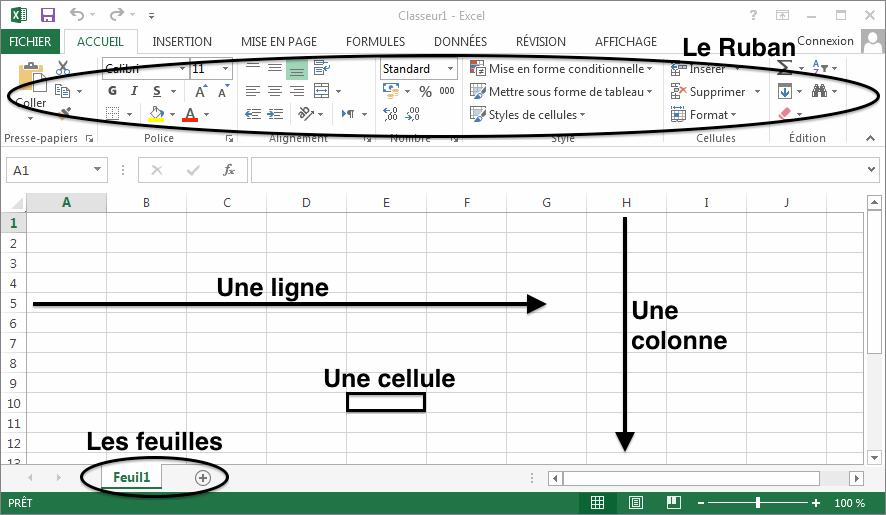 Classeur1 - Excel
FICHIER ACCUEIL INSERTION MISE EN PAGE FORMULES DONNÉES RÉVISION AFFICHAGE Connexion
Le Ruban
Calibri 11 Standard Mise en forme conditionnelle Insérer
Coller G I S A A % 000 Mettre sous forme de tableau Supprimer
Styles de cellules Format
Presse-papiers Police Alignement Nombre Style Cellules Édition
A1 fx
A B C D E F G H I J
1
2
3
4
Une ligne
5
Une
colonne
6
7
8
9
Une cellule
10
11
12
Les feuilles
13
Feuil1
PRÊT 100 %